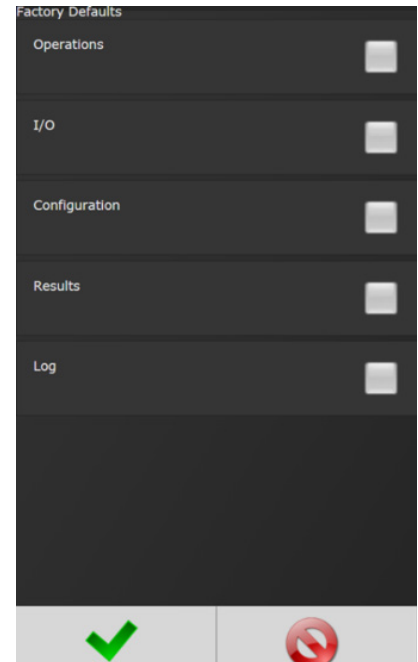 Factory Defaults
Operations
I/O
Configuration
Results
Log